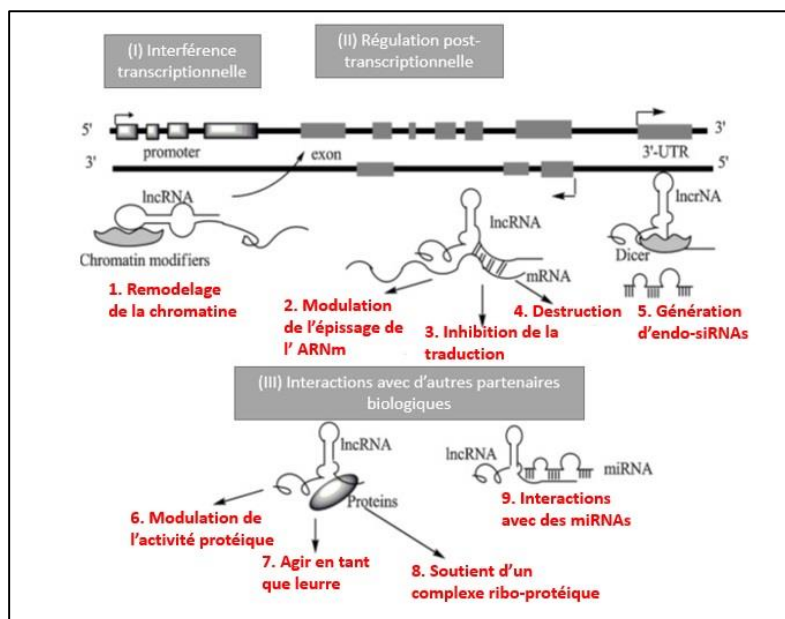 (I) Interférence
transcriptionnelle
(II) Régulation post-
transcriptionnelle
5'
3'
promoter
exon
3'-UTR
3'
5'
lncRNA
Chromatin modifiers
1. Remodelage
de la chromatine
lncRNA
mRNA
2. Modulation
de l'épissage de
l' ARNm
3. Inhibition de la
traduction
4. Destruction
lncrNA
Dicer
5. Génération
d'endo-siRNAs
(III) Interactions avec d'autres partenaires
biologiques
lncRNA
Proteins
6. Modulation de
l'activité protéique
7. Agir en tant
que leurre
8. Soutient d'un
complexe ribo-protéique
lncRNA
miRNA
9. Interactions
avec des miRNAs